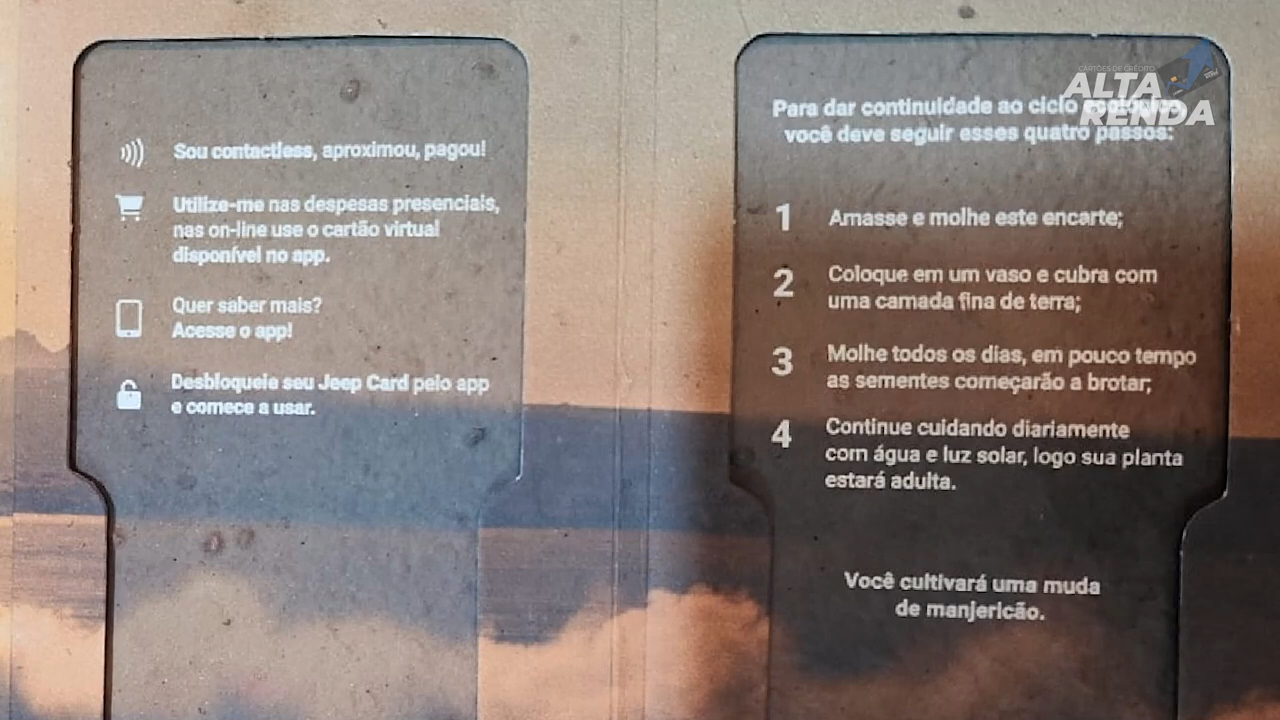 Sou contactless, aproximou, pagou!
Utilize-me nas despesas presenciais,
nas on-line use o cartão virtual
disponível no app.
Quer saber mais?
Acesse o app!
Desbloqueie seu Jeep Card pelo app
e comece a usar.
CARTÕES DE CRÉDITO
ALTA
RENDA
Para dar continuidade ao ciclo ecológico,
você deve seguir esses quatro passos:
1 Amasse e molhe este encarte;
2 Coloque em um vaso e cubra com
uma camada fina de terra;
3 Molhe todos os dias, em pouco tempo
as sementes começarão a brotar;
4 Continue cuidando diariamente
com água e luz solar, logo sua planta
estará adulta.
Você cultivará uma muda
de manjericão.